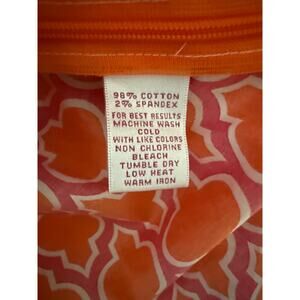 98% COTTON
2% SPANDEX
FOR BEST RESULTS
MACHINE WASH
COLD
WITH LIKE COLORS
NON CHLORINE
BLEACH
TUMBLE DRY
LOW HEAT
WARM IRON